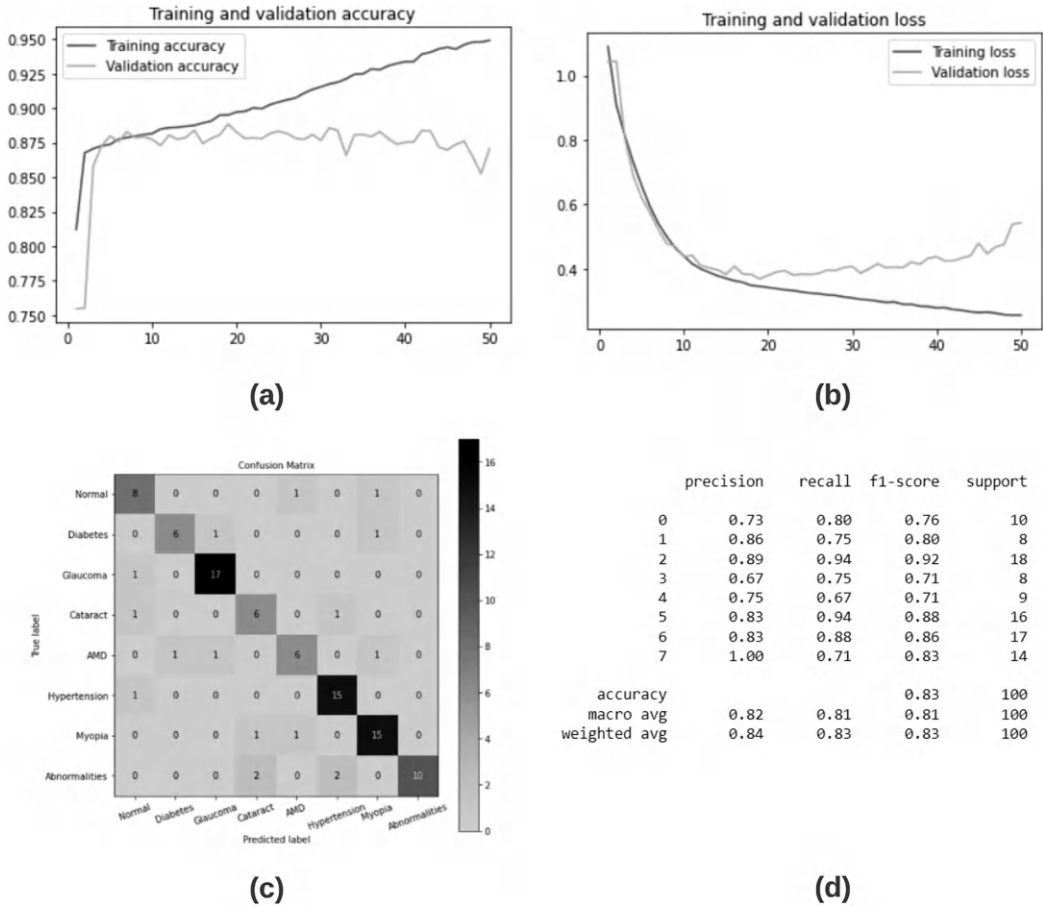 Training and validation accuracy
0.950
0.925
0.900
0.875
0.850
0.825
0.800
0.775
0.750
Training accuracy
Validation accuracy
0 10 20 30 40 50
(a)
Training and validation loss
1.0
0.8
0.6
0.4
Training loss
Validation loss
0 10 20 30 40 50
(b)
Confusion Matrix
True label
Normal 8 0 0 0 1 0 1 0
Diabetes 0 6 1 0 0 0 1 0
Glaucoma 1 0 17 0 0 0 0 0
Cataract 1 0 0 6 0 1 0 0
AMD 0 1 1 0 6 0 1 0
Hypertension 1 0 0 0 0 15 0 0
Myopia 0 0 0 1 1 0 15 0
Abnormalities 0 0 0 2 0 2 0 10
Normal Diabetes Glaucoma Cataract AMD Hypertension Myopia Abnormalities
Predicted label
16
14
12
10
8
6
4
2
0
(c)
precision recall f1-score support
0 0.73 0.80 0.76 10
1 0.86 0.75 0.80 8
2 0.89 0.94 0.92 18
3 0.67 0.75 0.71 8
4 0.75 0.67 0.71 9
5 0.83 0.94 0.88 16
6 0.83 0.88 0.86 17
7 1.00 0.71 0.83 14
accuracy 0.83 100
macro avg 0.82 0.81 0.81 100
weighted avg 0.84 0.83 0.83 100
(d)